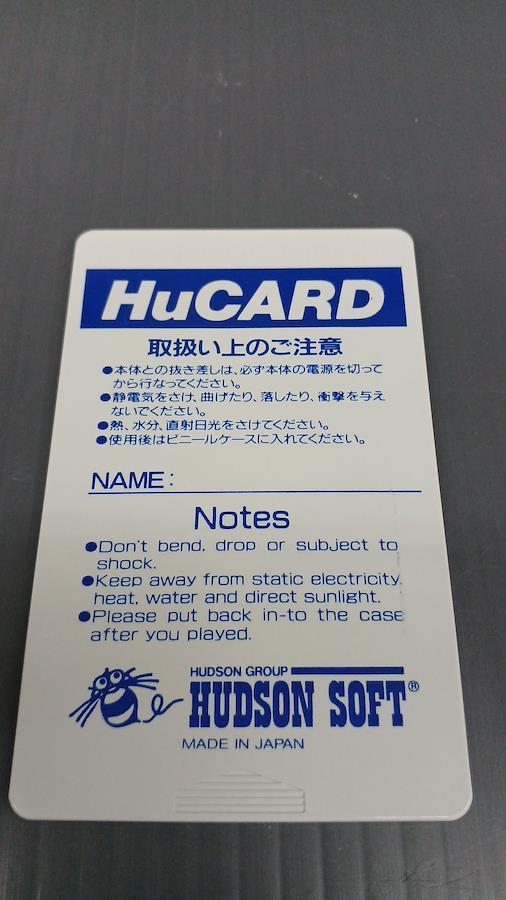 HuCARD
取扱い上のご注意
●本体との抜き差しは、必ず本体の電源を切って
から行なってください。
●静電気をさけ、曲げたり、落したり、衝撃を与え
ないでください。
●熱、水分、直射日光をさけてください。
●使用後はビニールケースに入れてください。
NAME:
Notes
●Don't bend, drop or subject to
shock.
●Keep away from static electricity,
heat, water and direct sunlight.
●Please put back in-to the case
after you played.
HUDSON GROUP
HUDSON SOFT®
MADE IN JAPAN